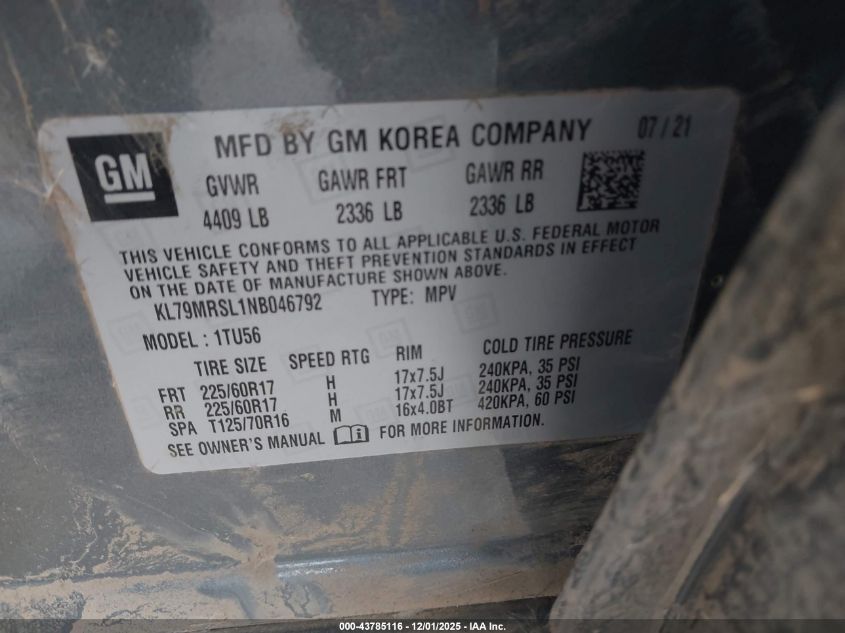 GM
MFD BY GM KOREA COMPANY 07 / 21
GVWR GAWR FRT GAWR RR
4409 LB 2336 LB 2336 LB
THIS VEHICLE CONFORMS TO ALL APPLICABLE U.S. FEDERAL MOTOR
VEHICLE SAFETY AND THEFT PREVENTION STANDARDS IN EFFECT
ON THE DATE OF MANUFACTURE SHOWN ABOVE.
KL79MRSL1NB046792 TYPE: MPV
MODEL : 1TU56
TIRE SIZE SPEED RTG RIM COLD TIRE PRESSURE
FRT 225/60R17 H 17x7.5J 240KPA, 35 PSI
RR 225/60R17 H 17x7.5J 240KPA, 35 PSI
SPA T125/70R16 M 16x4.0BT 420KPA, 60 PSI
SEE OWNER'S MANUAL FOR MORE INFORMATION.
000-43785116 - 12/01/2025 - IAA Inc.